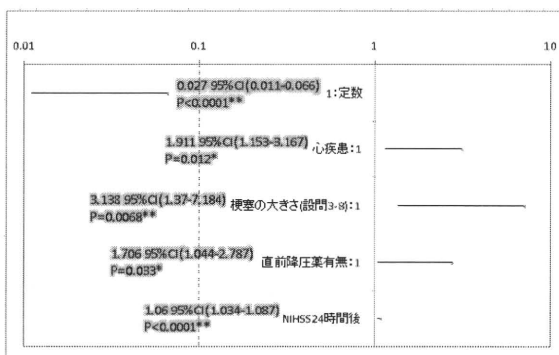 0.01 0.1 1 10
0.027 95%CI(0.011-0.066)
P<0.0001**
1:定数
1.911 95%CI(1.153-3.167)
P=0.012*
心疾患:1
3.138 95%CI(1.37-7.184)
P=0.0068**
梗塞の大きさ(設問3-8):1
1.706 95%CI(1.044-2.787)
P=0.033*
直前降圧薬有無:1
1.06 95%CI(1.034-1.087)
P<0.0001**
NIHSS24時間後